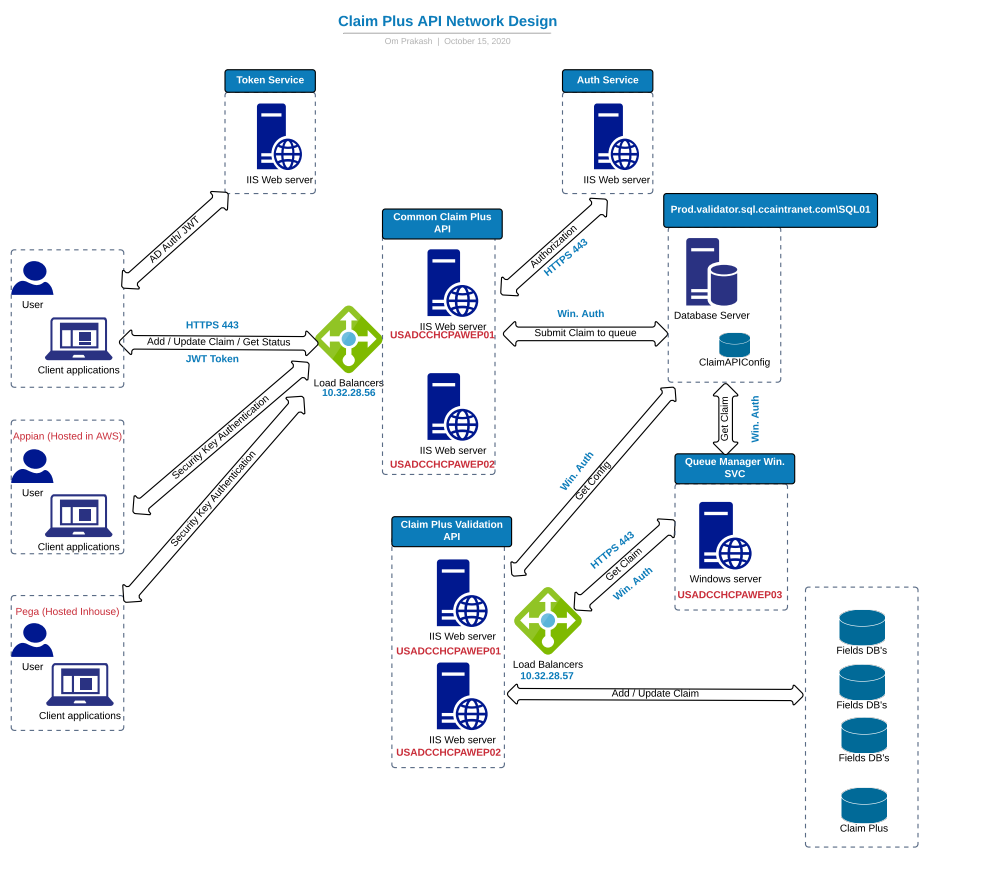 Claim Plus API Network Design
Om Prakash | October 15, 2020
Token Service
IIS Web server
Auth Service
IIS Web server
AD Auth/ JWT
Common Claim Plus
API
IIS Web server
USADCCHCPAWEP01
IIS Web server
USADCCHCPAWEP02
Authorization
HTTPS 443
Prod.validator.sql.ccaintranet.com\SQL01
Database Server
ClaimAPIConfig
User
Client applications
HTTPS 443
Add / Update Claim / Get Status
JWT Token
Load Balancers
10.32.28.56
Win. Auth
Submit Claim to queue
Get Claim
Win. Auth
Security Key Authentication
Security Key Authentication
Appian (Hosted in AWS)
User
Client applications
Pega (Hosted Inhouse)
User
Client applications
Win. Auth
Get Config
Queue Manager Win.
SVC
Windows server
USADCCHCPAWEP03
HTTPS 443
Get Claim
Win. Auth
Claim Plus Validation
API
IIS Web server
USADCCHCPAWEP01
IIS Web server
USADCCHCPAWEP02
Load Balancers
10.32.28.57
Add / Update Claim
Fields DB's
Fields DB's
Fields DB's
Claim Plus